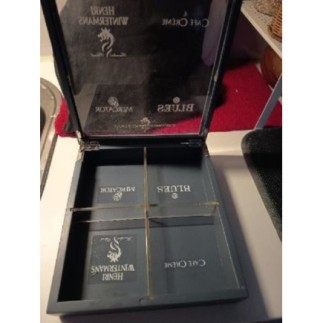 HENRI
WINTERMANS
CAFÉ CRÈME
MERCATOR
BLUES
MERCATOR
BLUES
HENRI
WINTERMANS
CAFÉ CRÈME